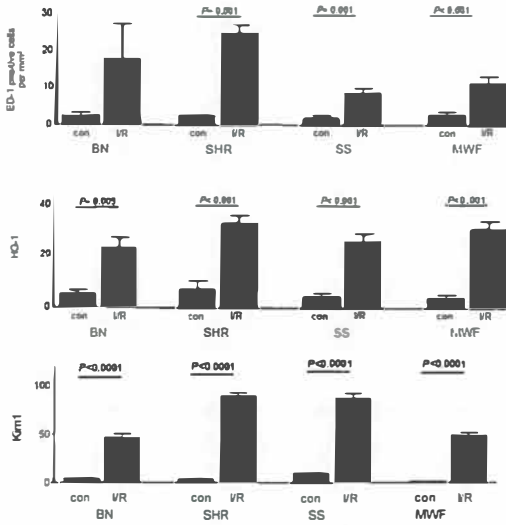 P= 0.001 P= 0.001 P< 0.001
30
20
10
0
ED-1 positive cells
per mm²
con I/R con I/R con I/R con I/R
BN SHR SS MWF
P= 0.003 P< 0.001 P< 0.001 P< .001
40
20
0
HO-1
con I/R con I/R con I/R con I/R
BN SHR SS MWF
P<0.0001 P<0.0001 P<0.0001 P<0.0001
100
50
0
Kim1
con I/R con I/R con I/R con I/R
BN SHR SS MWF